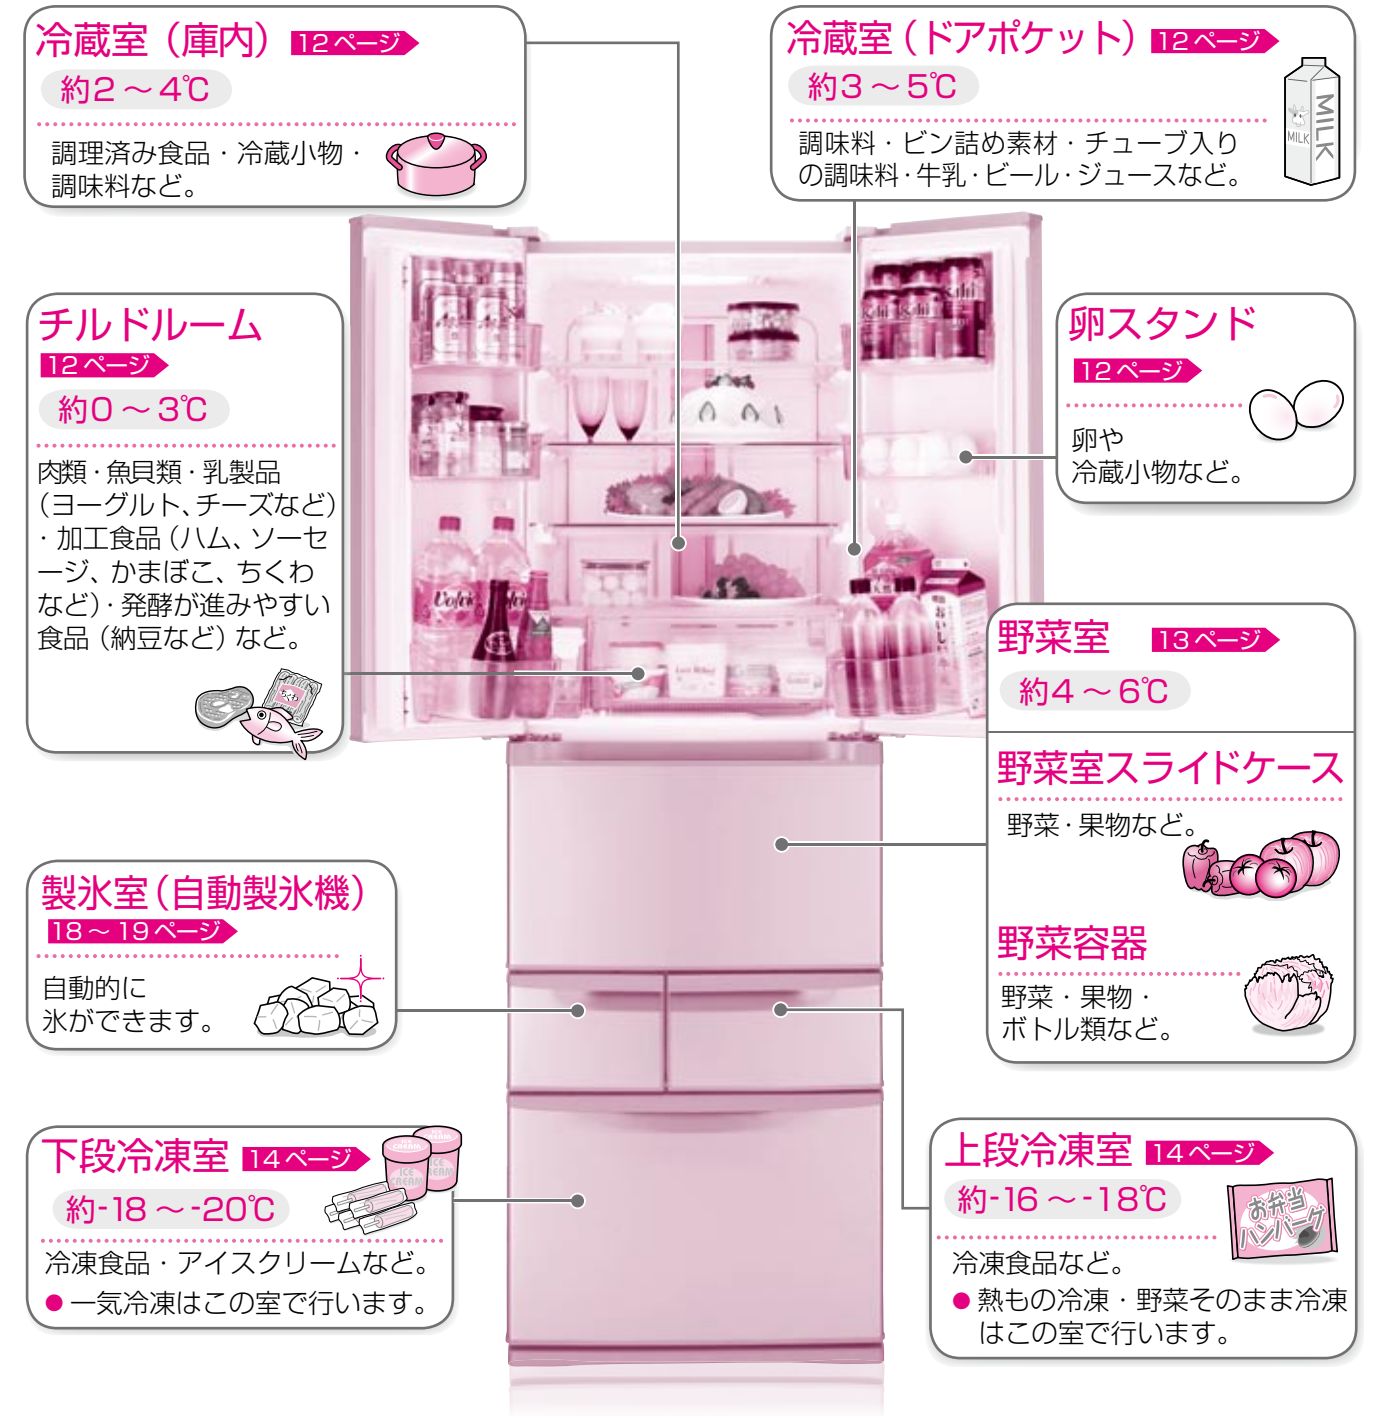 冷蔵室（庫内） 12ページ
約2～4℃
調理済み食品・冷蔵小物・
調味料など。
冷蔵室（ドアポケット） 12ページ
約3～5℃
調味料・ビン詰め素材・チューブ入り
の調味料・牛乳・ビール・ジュースなど。
MILK
MILK
チルドルーム
12ページ
約0～3℃
肉類・魚貝類・乳製品
（ヨーグルト、チーズなど）
・加工食品（ハム、ソーセ
ージ、かまぼこ、ちくわ
など）・発酵が進みやすい
食品（納豆など）など。
ちくわ
卵スタンド
12ページ
卵や
冷蔵小物など。
Volvic
おいしい
野菜室 13ページ
約4～6℃
野菜室スライドケース
野菜・果物など。
野菜容器
野菜・果物・
ボトル類など。
製氷室（自動製氷機）
18～19ページ
自動的に
氷ができます。
下段冷凍室 14ページ
約-18～-20℃
ICE CREAM
ICE CREAM
冷凍食品・アイスクリームなど。
●一気冷凍はこの室で行います。
上段冷凍室 14ページ
約-16～-18℃
お弁当
ハンバーグ
冷凍食品など。
●熱もの冷凍・野菜そのまま冷凍
はこの室で行います。